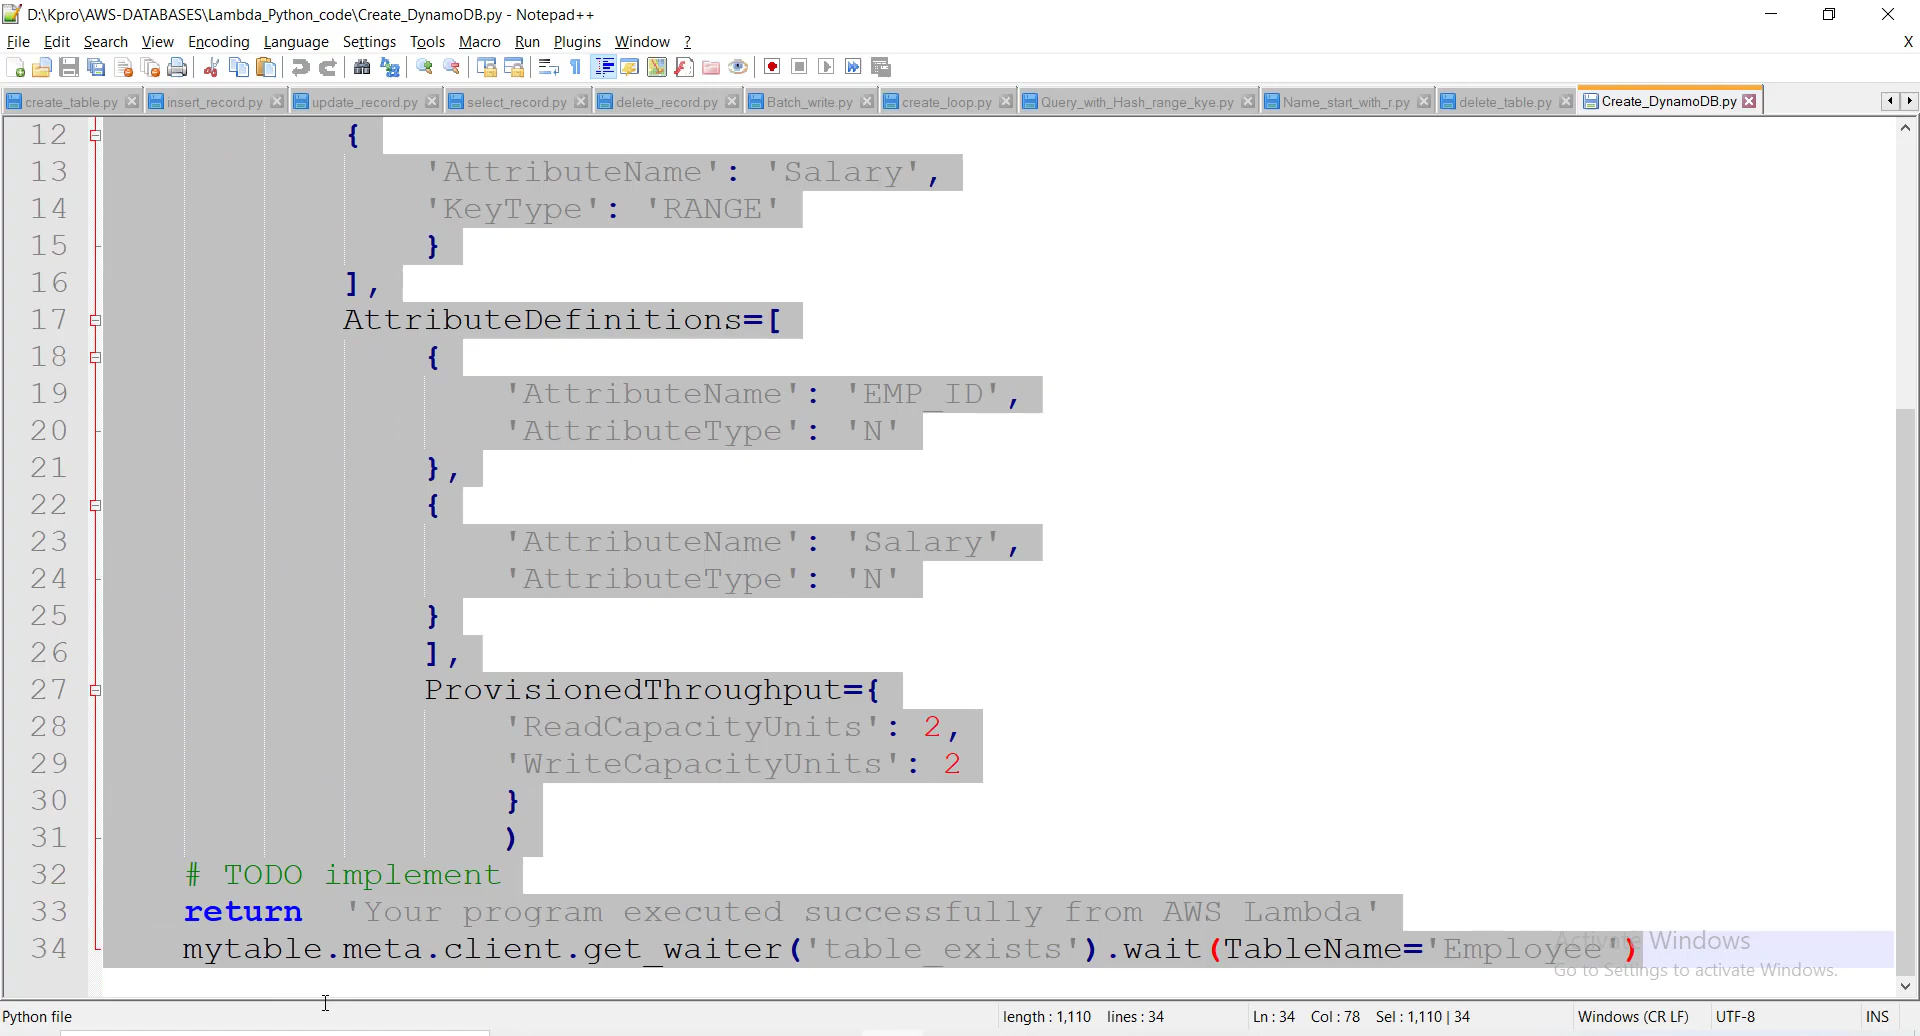 D:\Kpro\AWS-DATABASES\Lambda_Python_code\Create_DynamoDB.py - Notepad++
File Edit Search View Encoding Language Settings Tools Macro Run Plugins Window ? X
create_table.py insert_record.py update_record.py select_record.py delete_record.py Batch_write.py create_loop.py Query_with_Hash_range_kye.py Name_start_with_r.py delete_table.py Create_DynamoDB.py
12 {
13 'AttributeName': 'Salary',
14 'KeyType': 'RANGE'
15 }
16 ],
17 AttributeDefinitions=[
18 {
19 'AttributeName': 'EMP_ID',
20 'AttributeType': 'N'
21 },
22 {
23 'AttributeName': 'Salary',
24 'AttributeType': 'N'
25 }
26 ],
27 ProvisionedThroughput={
28 'ReadCapacityUnits': 2,
29 'WriteCapacityUnits': 2
30 }
31 )
32 # TODO implement
33 return 'Your program executed successfully from AWS Lambda'
34 mytable.meta.client.get_waiter('table_exists').wait(TableName='Employee')
Activate Windows
Go to Settings to activate Windows.
Python file length : 1,110 lines : 34 Ln : 34 Col : 78 Sel : 1,110 | 34 Windows (CR LF) UTF-8 INS